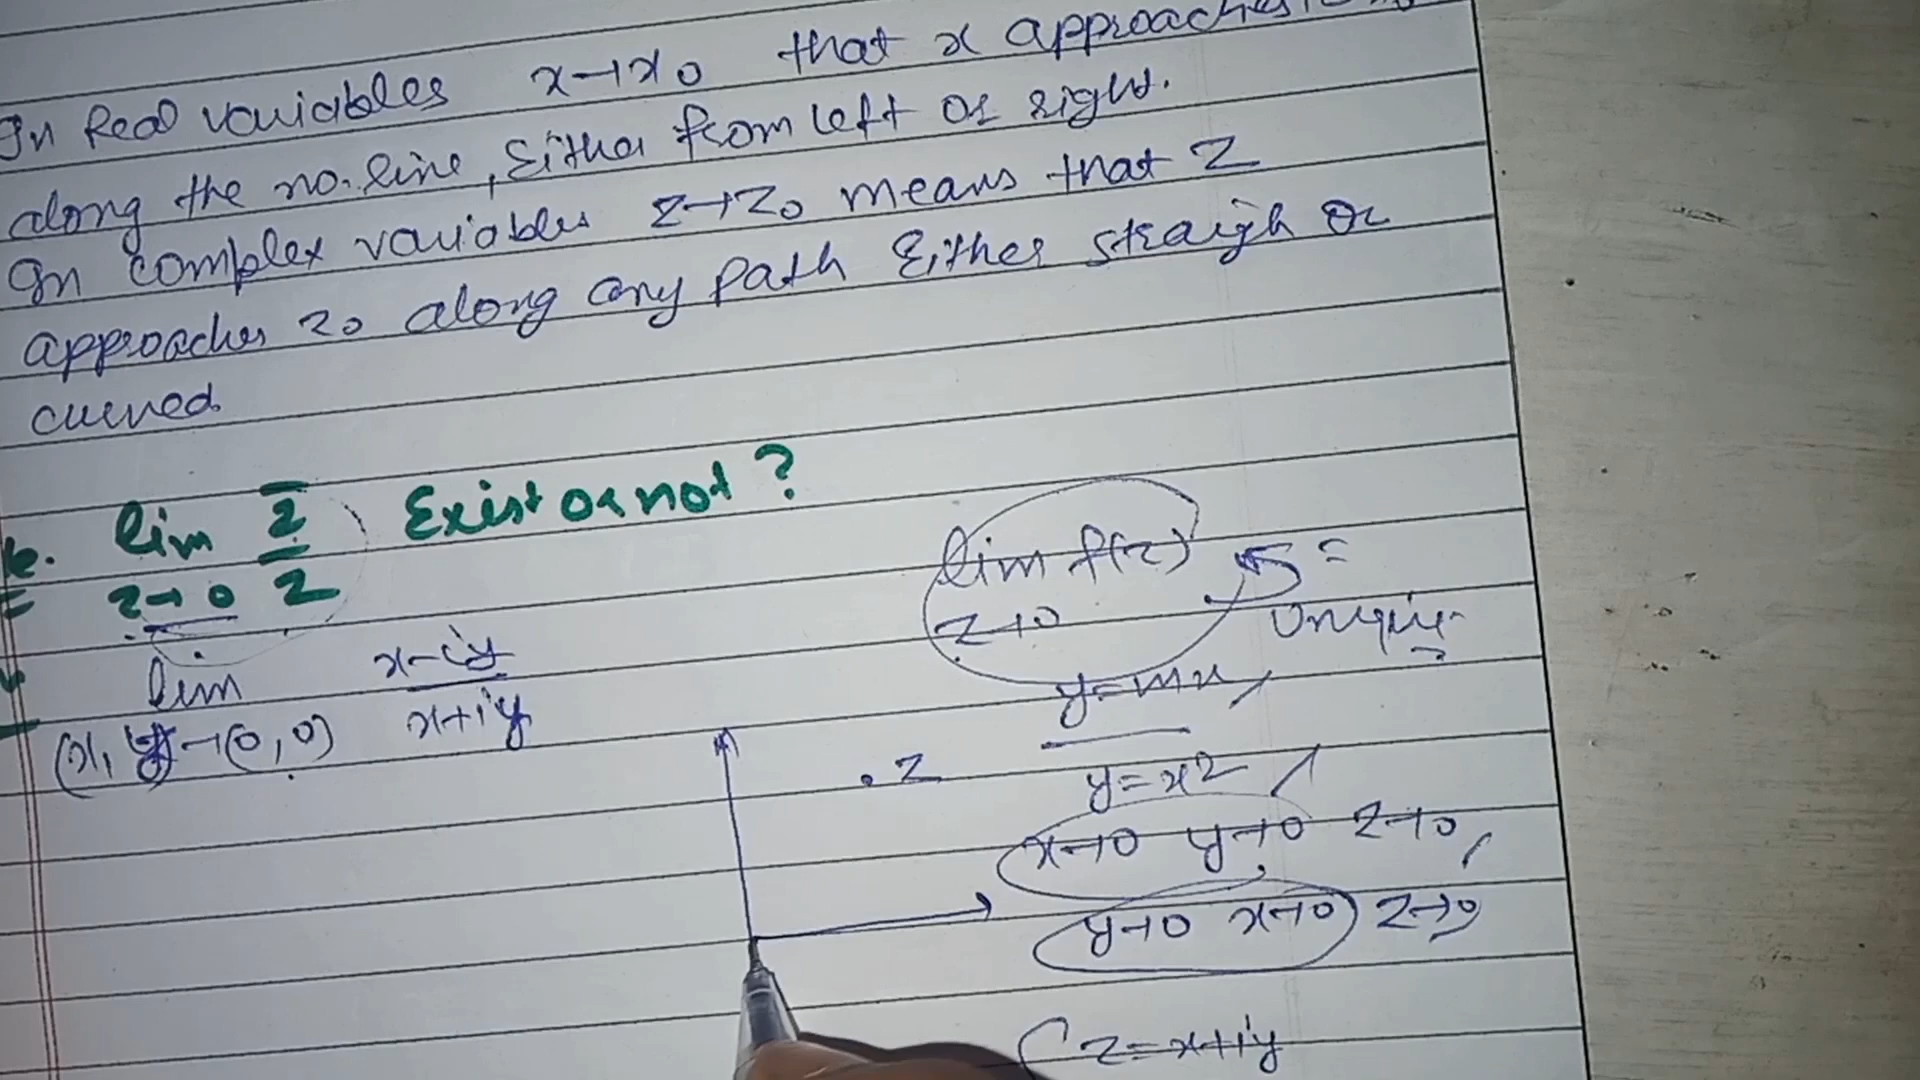 In Real variables x→x₀ that x approaches
along the no. line, Either from left or right.
In complex variables z→z₀ means that z
approaches z₀ along any path Either straigh or
curved.
lim z̄/z Exist or not?
z→0
lim (x-iy)/(x+iy)
(x, y)→(0,0)
lim f(z) =
z→0
Unique
y=mx
. z
y=x²
x→0 y→0 z→0
y→0 x→0 z→0
z=x+iy